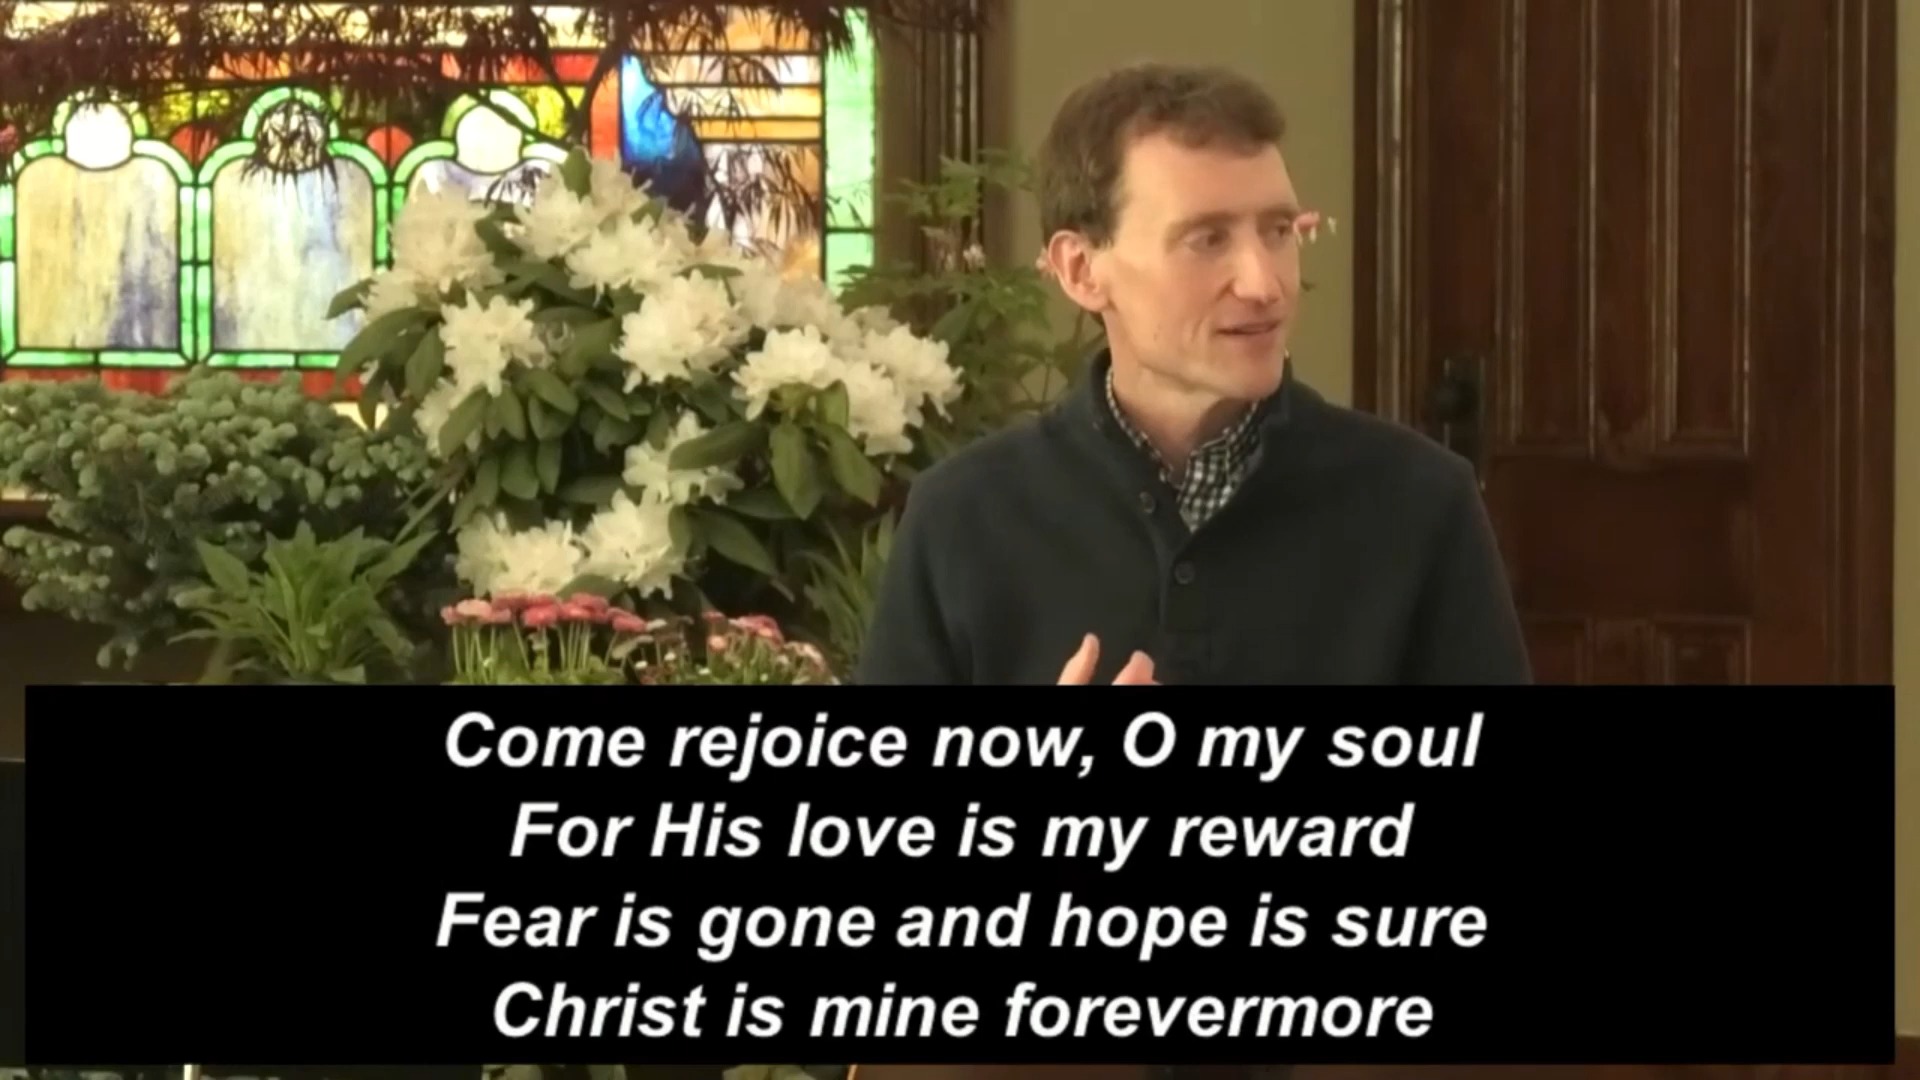 Come rejoice now, O my soul
For His love is my reward
Fear is gone and hope is sure
Christ is mine forevermore